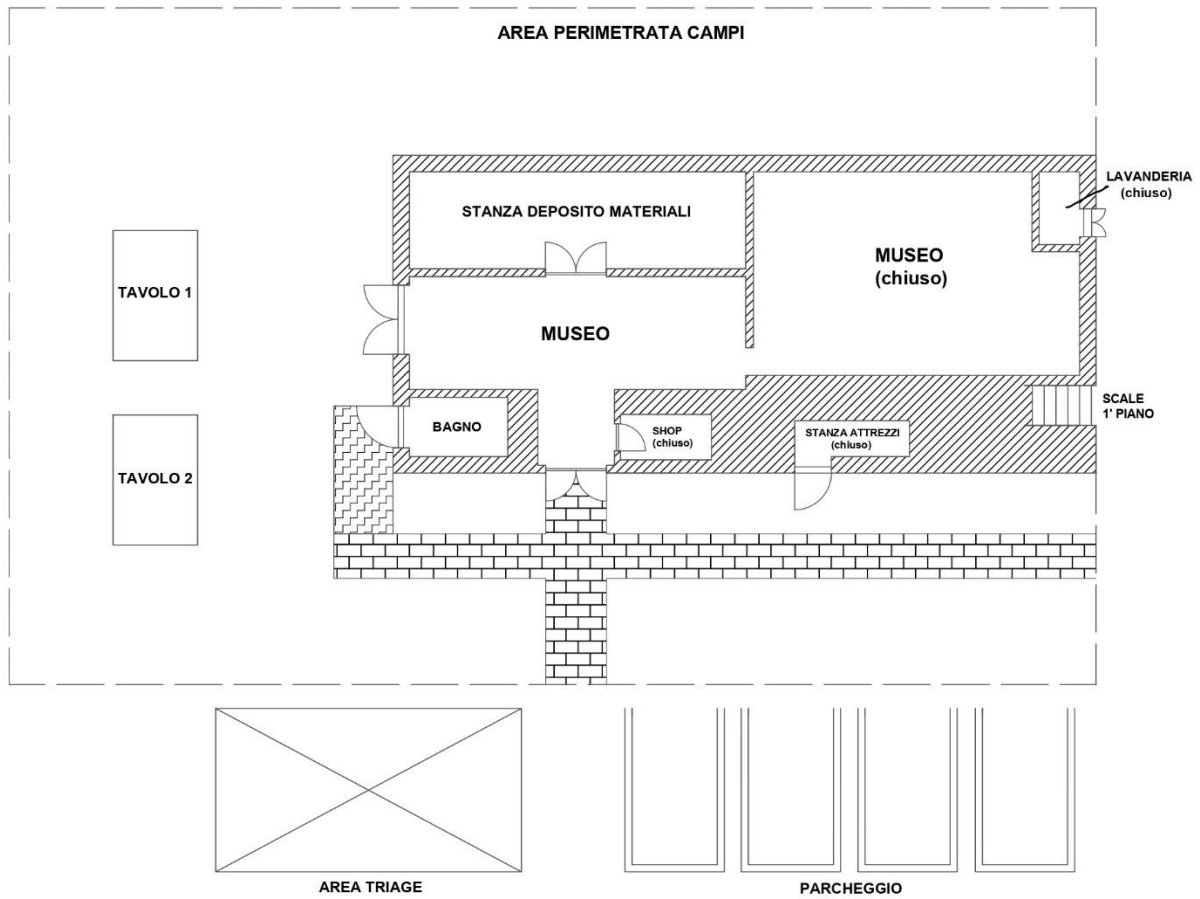 AREA PERIMETRATA CAMPI
LAVANDERIA
(chiuso)
STANZA DEPOSITO MATERIALI
MUSEO
(chiuso)
TAVOLO 1
MUSEO
SCALE
1' PIANO
BAGNO
SHOP
(chiuso)
STANZA ATTREZZI
(chiuso)
TAVOLO 2
AREA TRIAGE
PARCHEGGIO